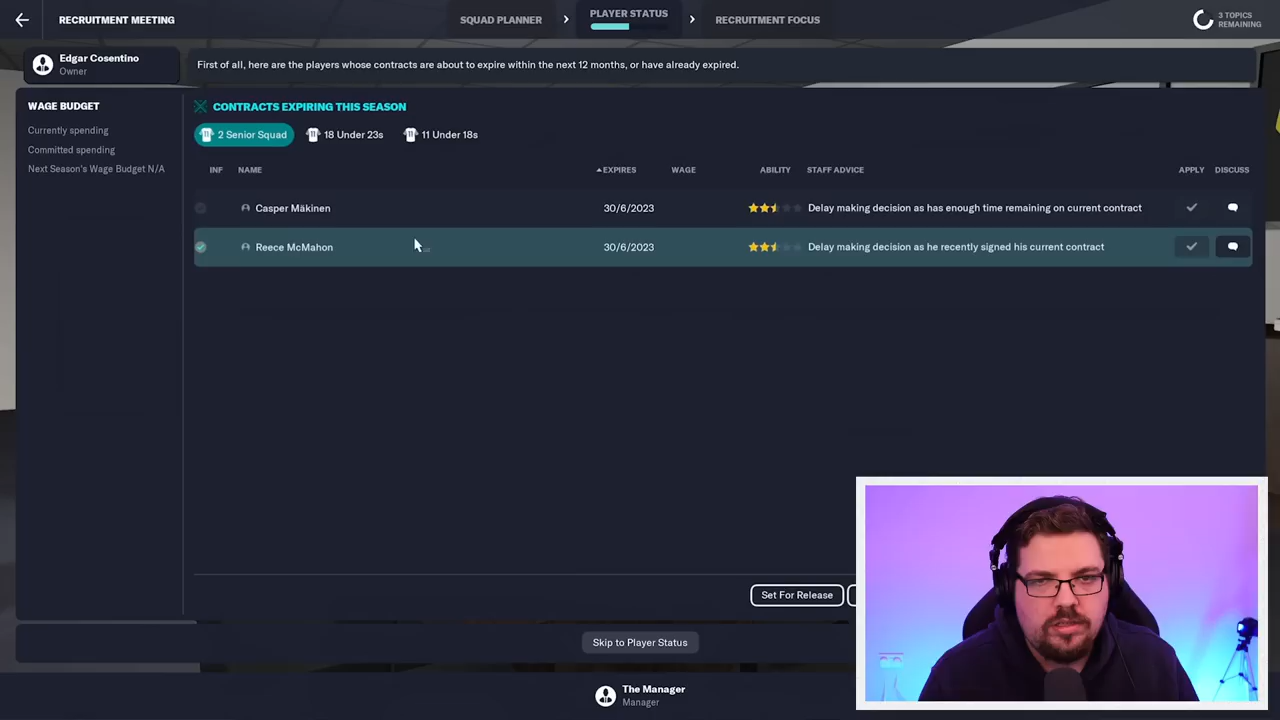 RECRUITMENT MEETING
SQUAD PLANNER
PLAYER STATUS
RECRUITMENT FOCUS
3 TOPICS
REMAINING
Edgar Cosentino
Owner
First of all, here are the players whose contracts are about to expire within the next 12 months, or have already expired.
WAGE BUDGET
Currently spending
Committed spending
Next Season's Wage Budget N/A
CONTRACTS EXPIRING THIS SEASON
2 Senior Squad
18 Under 23s
11 Under 18s
INF NAME EXPIRES WAGE ABILITY STAFF ADVICE APPLY DISCUSS
Casper Mäkinen 30/6/2023 Delay making decision as has enough time remaining on current contract
Reece McMahon 30/6/2023 Delay making decision as he recently signed his current contract
Set For Release
Skip to Player Status
The Manager
Manager